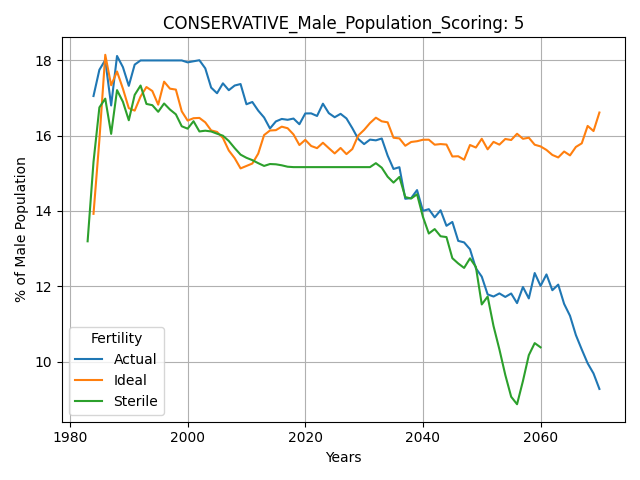 CONSERVATIVE_Male_Population_Scoring: 5
% of Male Population
18
16
14
12
10
Fertility
Actual
Ideal
Sterile
1980 2000 2020 2040 2060
Years